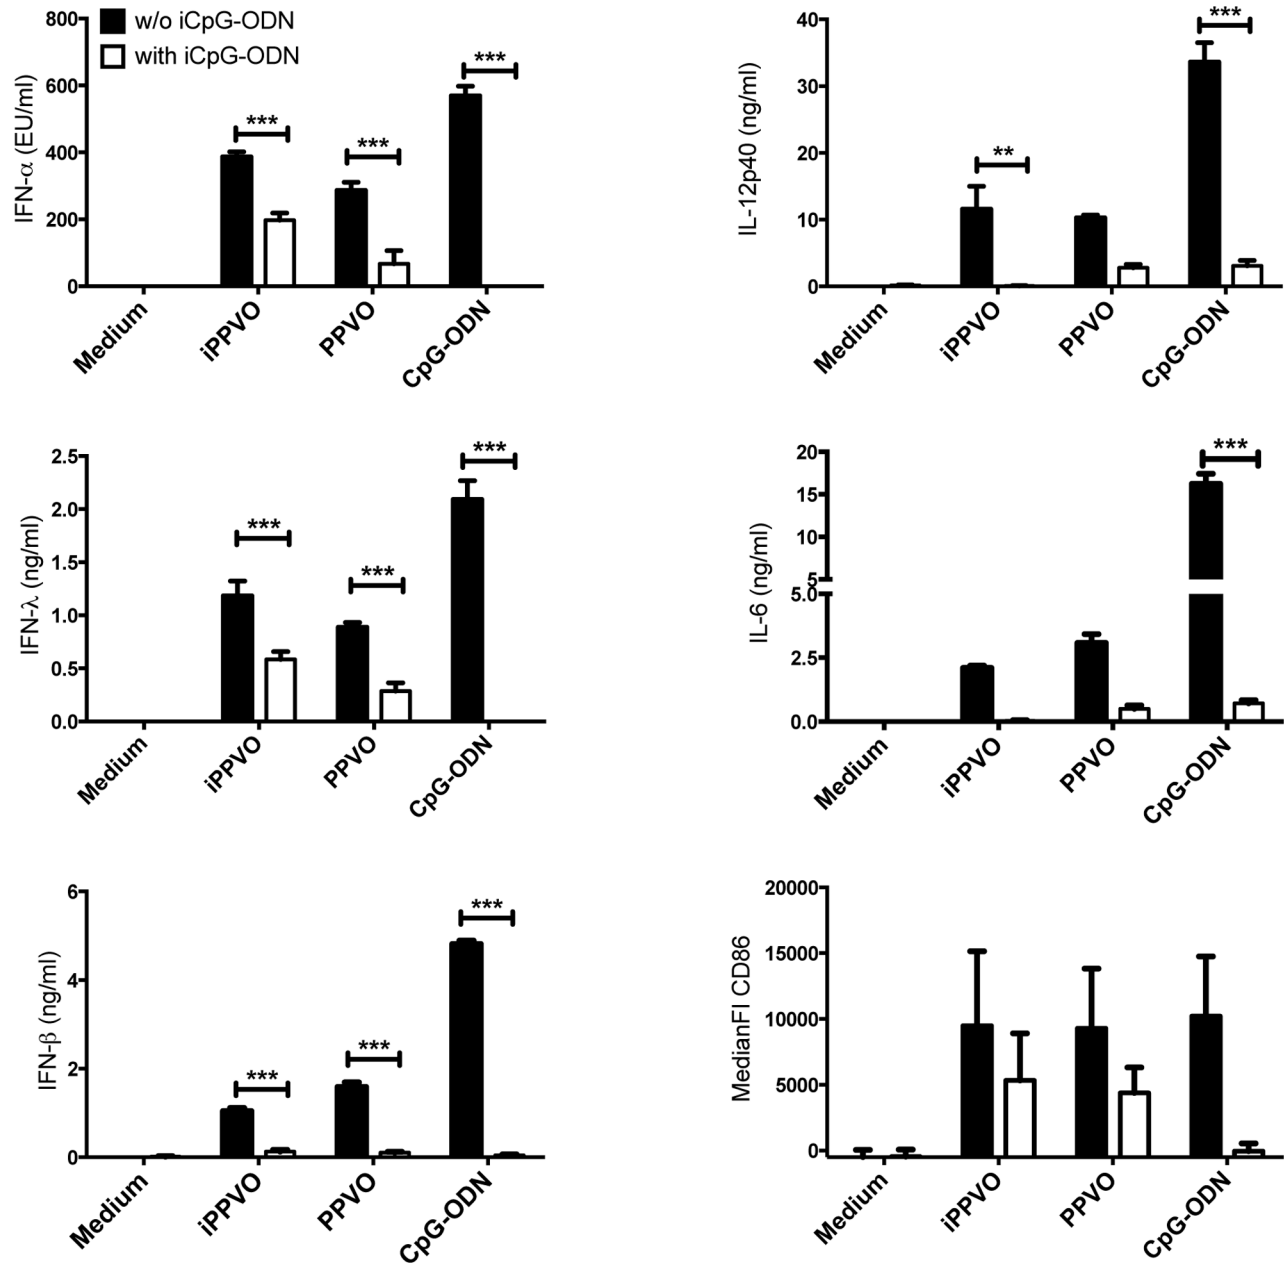 w/o iCpG-ODN
with iCpG-ODN
IFN-α (EU/ml)
800
600
400
200
0
***
***
***
Medium
iPPVO
PPVO
CpG-ODN
IL-12p40 (ng/ml)
40
30
20
10
0
**
***
Medium
iPPVO
PPVO
CpG-ODN
IFN-λ (ng/ml)
2.5
2.0
1.5
1.0
0.5
0.0
***
***
***
Medium
iPPVO
PPVO
CpG-ODN
IL-6 (ng/ml)
20
15
10
5
5.0
2.5
0.0
***
Medium
iPPVO
PPVO
CpG-ODN
IFN-β (ng/ml)
6
4
2
0
***
***
***
Medium
iPPVO
PPVO
CpG-ODN
MedianFI CD86
20000
15000
10000
5000
0
Medium
iPPVO
PPVO
CpG-ODN